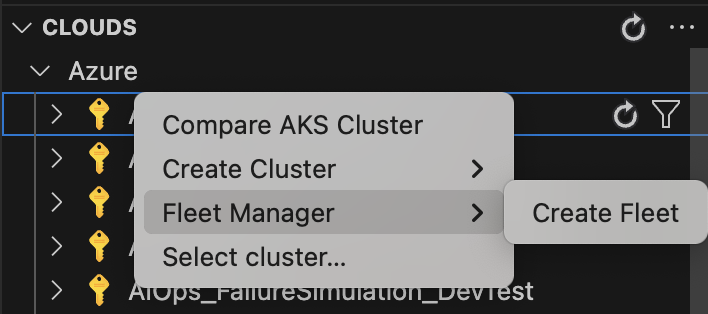 CLOUDS
Azure
Compare AKS Cluster
Create Cluster
Fleet Manager
Create Fleet
Select cluster...
AIOps_FailureSimulation_DevTest